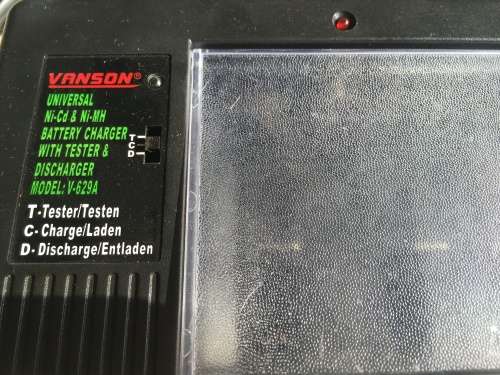 VANSON®
UNIVERSAL
Ni-Cd & Ni-MH
BATTERY CHARGER
WITH TESTER &
DISCHARGER
MODEL: V-629A
T
C
D
T-Tester/Testen
C- Charge/Laden
D- Discharge/Entladen